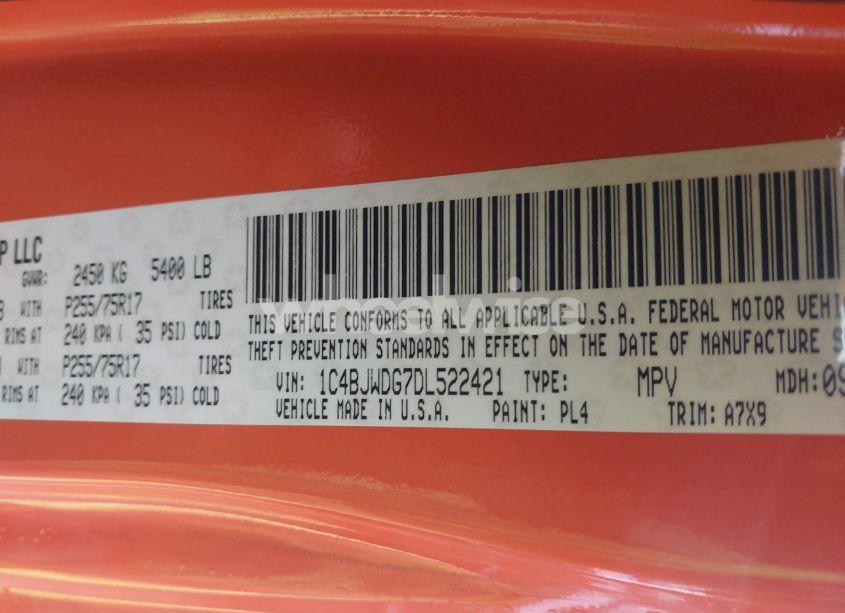 P LLC
GVWR: 2450 KG 5400 LB
WITH P255/75R17 TIRES
RIMS AT 240 KPA ( 35 PSI) COLD
WITH P255/75R17 TIRES
RIMS AT 240 KPA ( 35 PSI) COLD
wheelwiss
THIS VEHICLE CONFORMS TO ALL APPLICABLE U.S.A. FEDERAL MOTOR VEHI
THEFT PREVENTION STANDARDS IN EFFECT ON THE DATE OF MANUFACTURE S
VIN: 1C4BJWDG7DL522421 TYPE: MPV MDH: 09
VEHICLE MADE IN U.S.A. PAINT: PL4 TRIM: A7X9